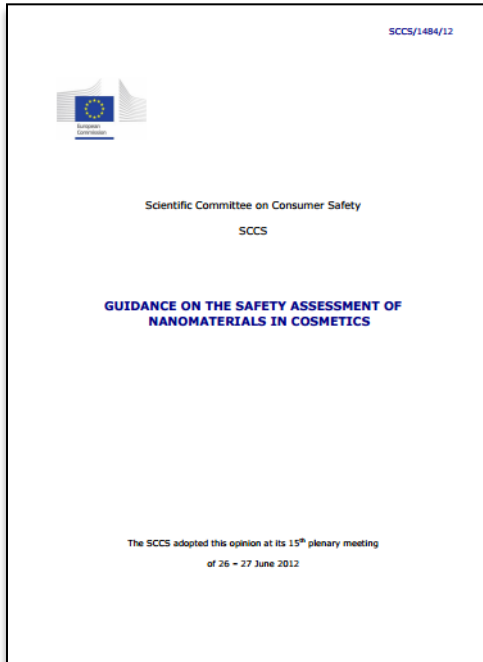 SCCS/1484/12
European
Commission
Scientific Committee on Consumer Safety
SCCS
GUIDANCE ON THE SAFETY ASSESSMENT OF
NANOMATERIALS IN COSMETICS
The SCCS adopted this opinion at its 15th plenary meeting
of 26 – 27 June 2012